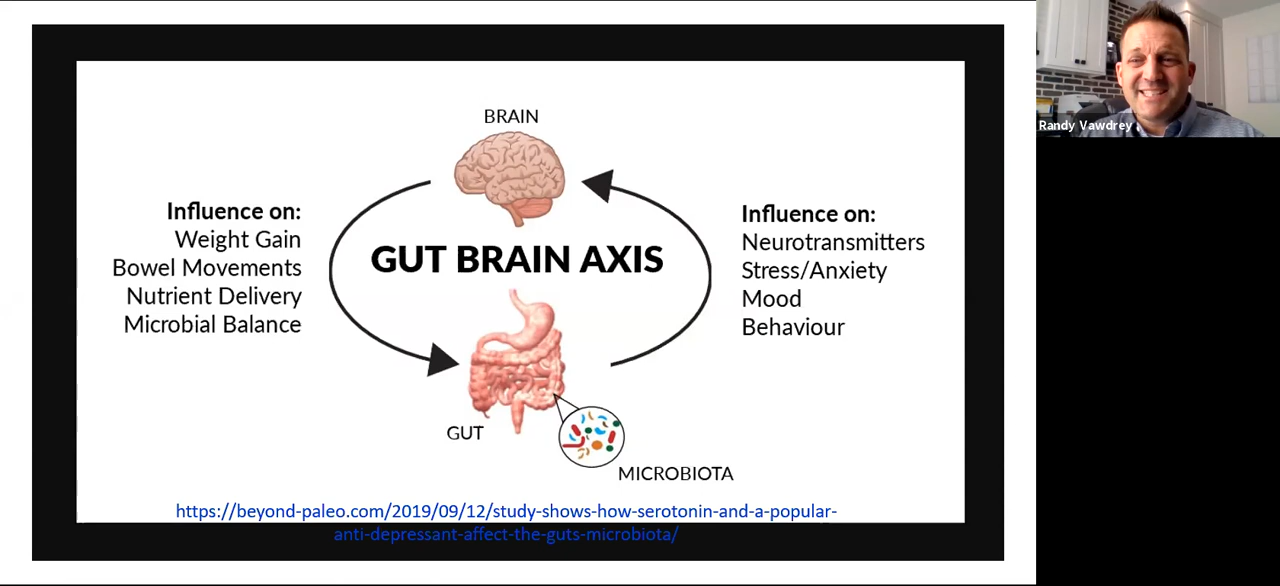 BRAIN
Influence on:
Weight Gain
Bowel Movements
Nutrient Delivery
Microbial Balance
GUT BRAIN AXIS
Influence on:
Neurotransmitters
Stress/Anxiety
Mood
Behaviour
GUT
MICROBIOTA
https://beyond-paleo.com/2019/09/12/study-shows-how-serotonin-and-a-popular-
anti-depressant-affect-the-guts-microbiota/
Randy Vawdrey